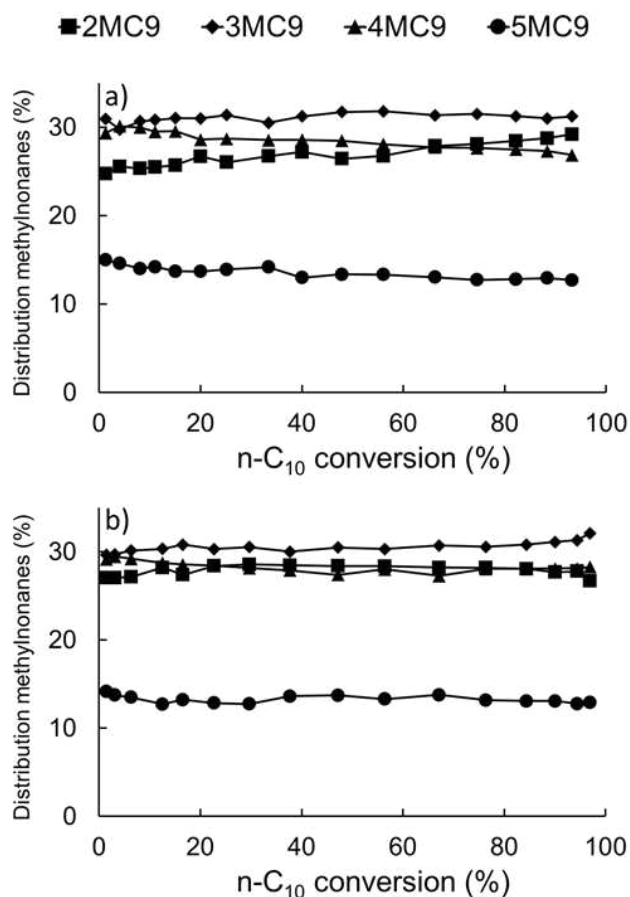 2MC9 3MC9 4MC9 5MC9
Distribution methylnonanes (%)
a)
30
20
10
0
0 20 40 60 80 100
n-C₁₀ conversion (%)
Distribution methylnonanes (%)
b)
30
20
10
0
0 20 40 60 80 100
n-C₁₀ conversion (%)